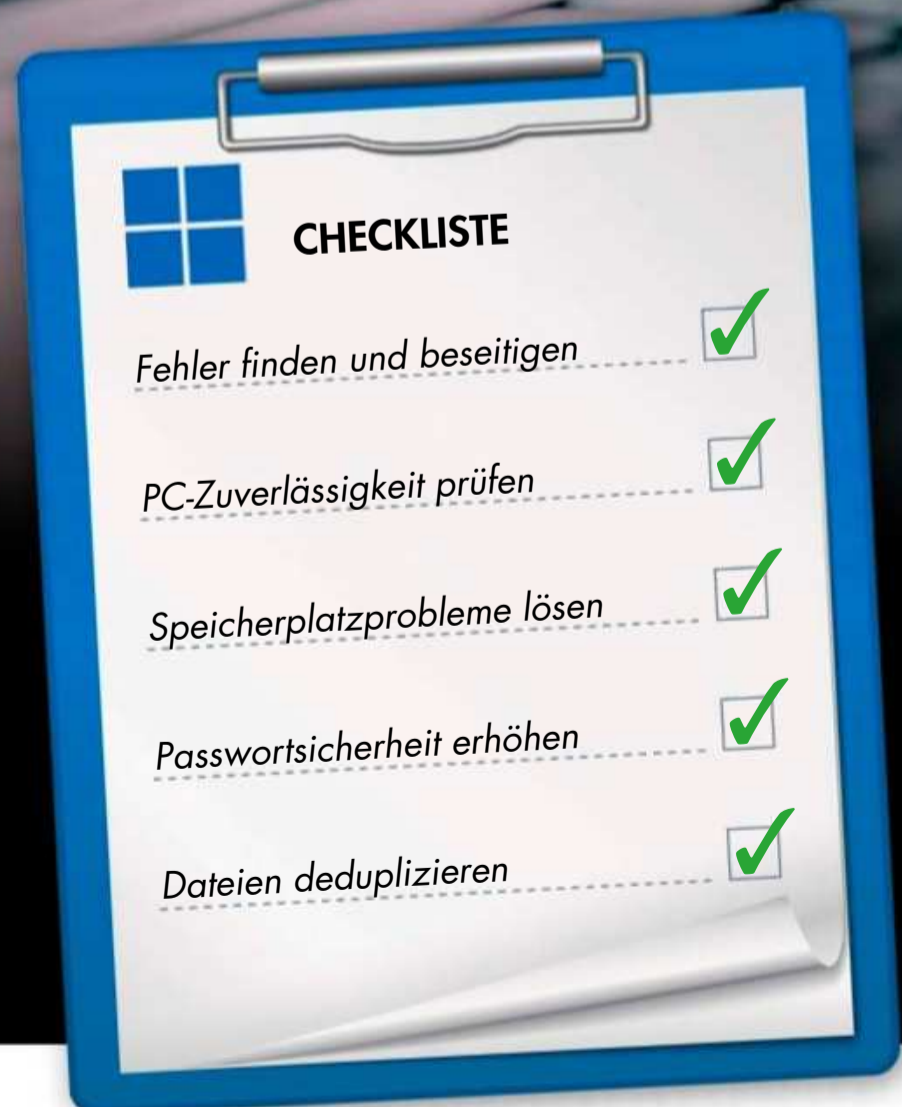 CHECKLISTE
Fehler finden und beseitigen
PC-Zuverlässigkeit prüfen
Speicherplatzprobleme lösen
Passwortsicherheit erhöhen
Dateien deduplizieren